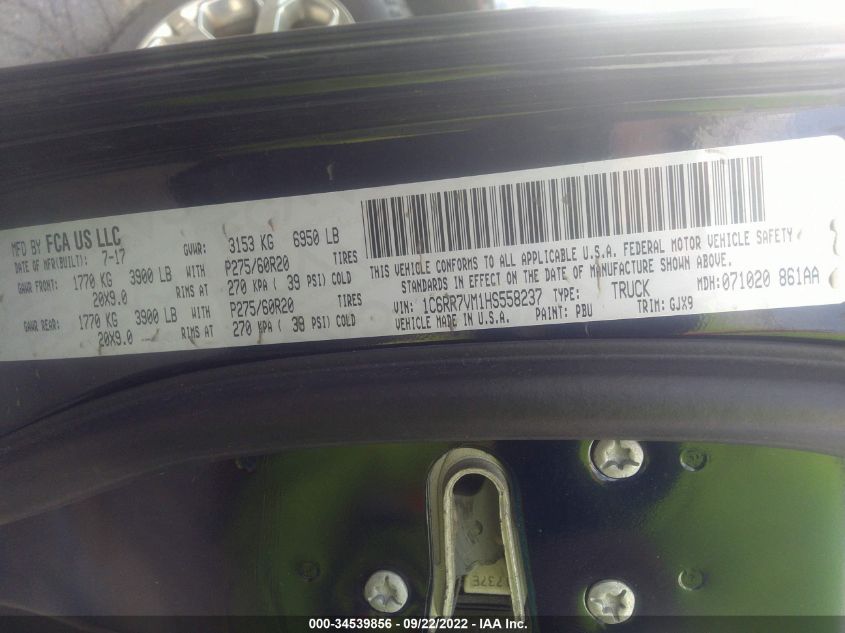 MFD BY FCA US LLC
DATE OF MFR(BUILT): 7-17 GVWR: 3153 KG 6950 LB
GAWR FRONT: 1770 KG 3900 LB WITH P275/60R20 TIRES
20X9.0 RIMS AT 270 KPA ( 39 PSI) COLD
GAWR REAR: 1770 KG 3900 LB WITH P275/60R20 TIRES
20X9.0 RIMS AT 270 KPA ( 39 PSI) COLD
THIS VEHICLE CONFORMS TO ALL APPLICABLE U.S.A. FEDERAL MOTOR VEHICLE SAFETY
STANDARDS IN EFFECT ON THE DATE OF MANUFACTURE SHOWN ABOVE.
VIN: 1C6RR7VM1HS558237 TYPE: TRUCK MDH: 071020 861AA
VEHICLE MADE IN U.S.A. PAINT: PBU TRIM: GJX9
737E
000-34539856 - 09/22/2022 - IAA Inc.